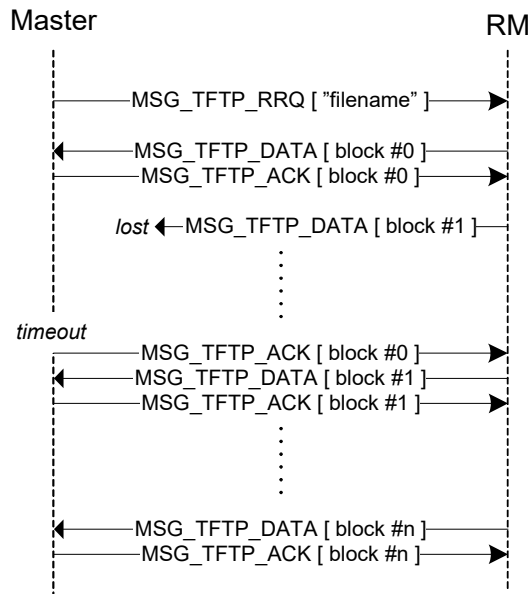 Master
RM
MSG_TFTP_RRQ [ ”filename” ]
MSG_TFTP_DATA [ block #0 ]
MSG_TFTP_ACK [ block #0 ]
lost MSG_TFTP_DATA [ block #1 ]
timeout
MSG_TFTP_ACK [ block #0 ]
MSG_TFTP_DATA [ block #1 ]
MSG_TFTP_ACK [ block #1 ]
MSG_TFTP_DATA [ block #n ]
MSG_TFTP_ACK [ block #n ]